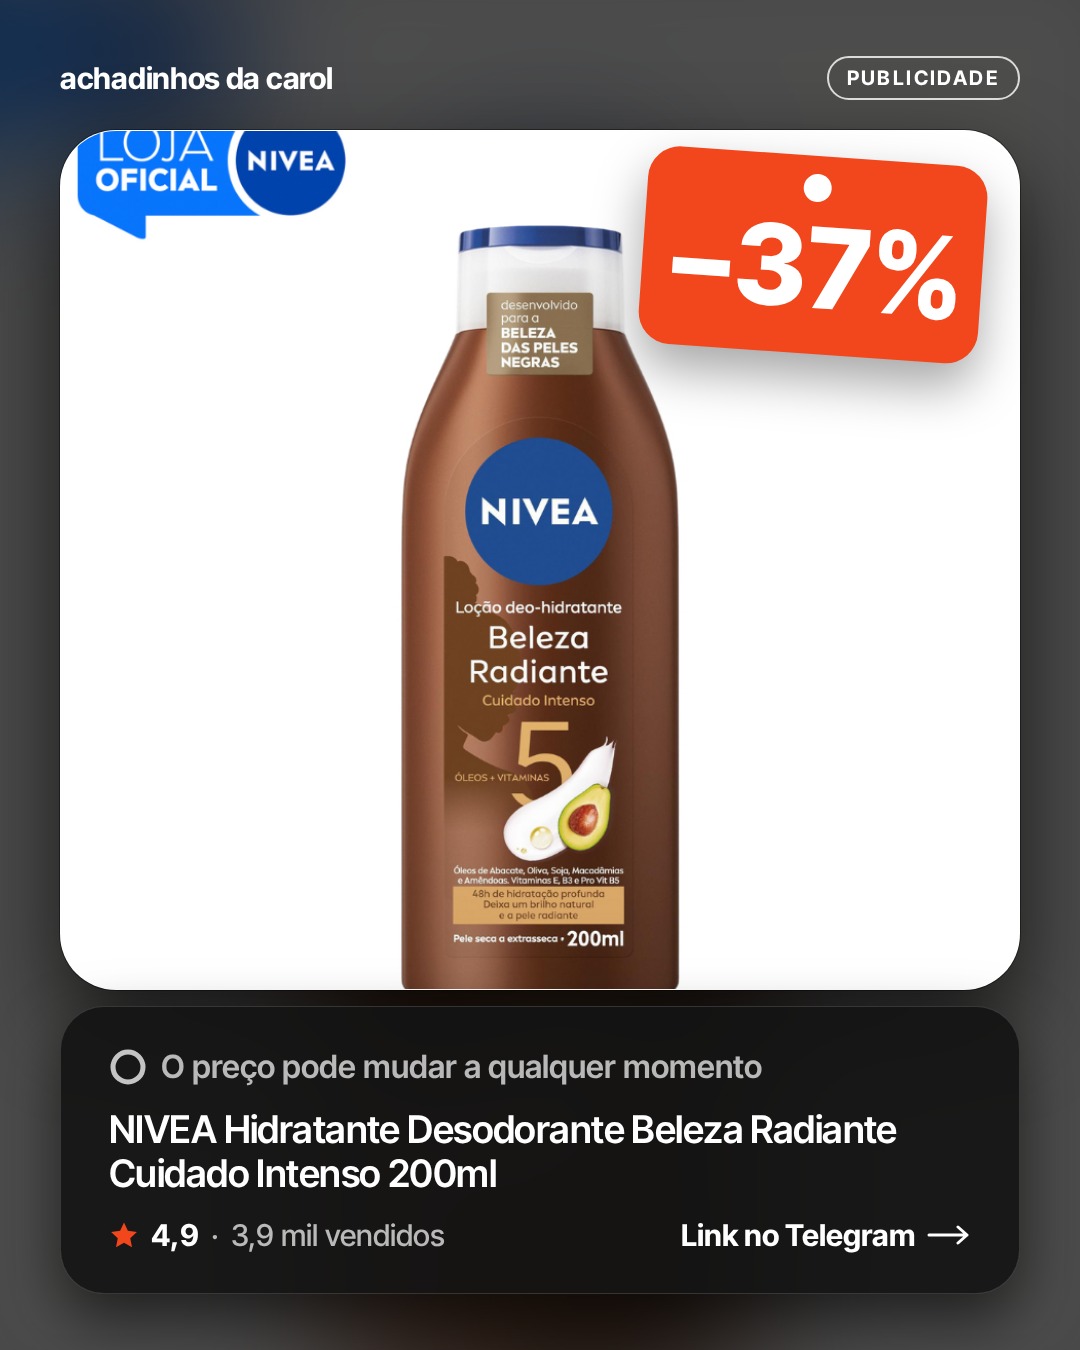 achadinhos da carol
PUBLICIDADE
LOJA
OFICIAL
NIVEA
-37%
desenvolvido
para a
BELEZA
DAS PELES
NEGRAS
NIVEA
Loção deo-hidratante
Beleza
Radiante
Cuidado Intenso
5
ÓLEOS + VITAMINAS
Óleos de Abacate, Oliva, Soja, Macadâmias
e Amêndoas. Vitaminas E, B3 e Pro Vit B5
48h de hidratação profunda
Deixa um brilho natural
e a pele radiante
Pele seca a extrasseca • 200ml
O preço pode mudar a qualquer momento
NIVEA Hidratante Desodorante Beleza Radiante
Cuidado Intenso 200ml
4,9 · 3,9 mil vendidos
Link no Telegram →